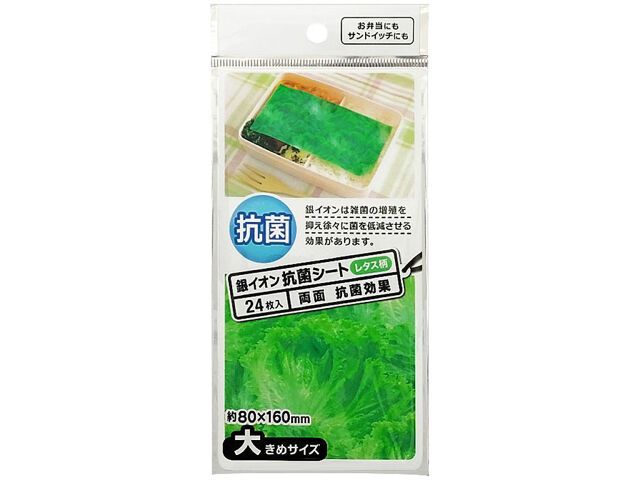 お弁当にも
サンドイッチにも
抗菌
銀イオンは雑菌の増殖を
抑え徐々に菌を低減させる
効果があります。
銀イオン 抗菌シート レタス柄
24枚入 両面 抗菌効果
約80×160mm
大きめサイズ